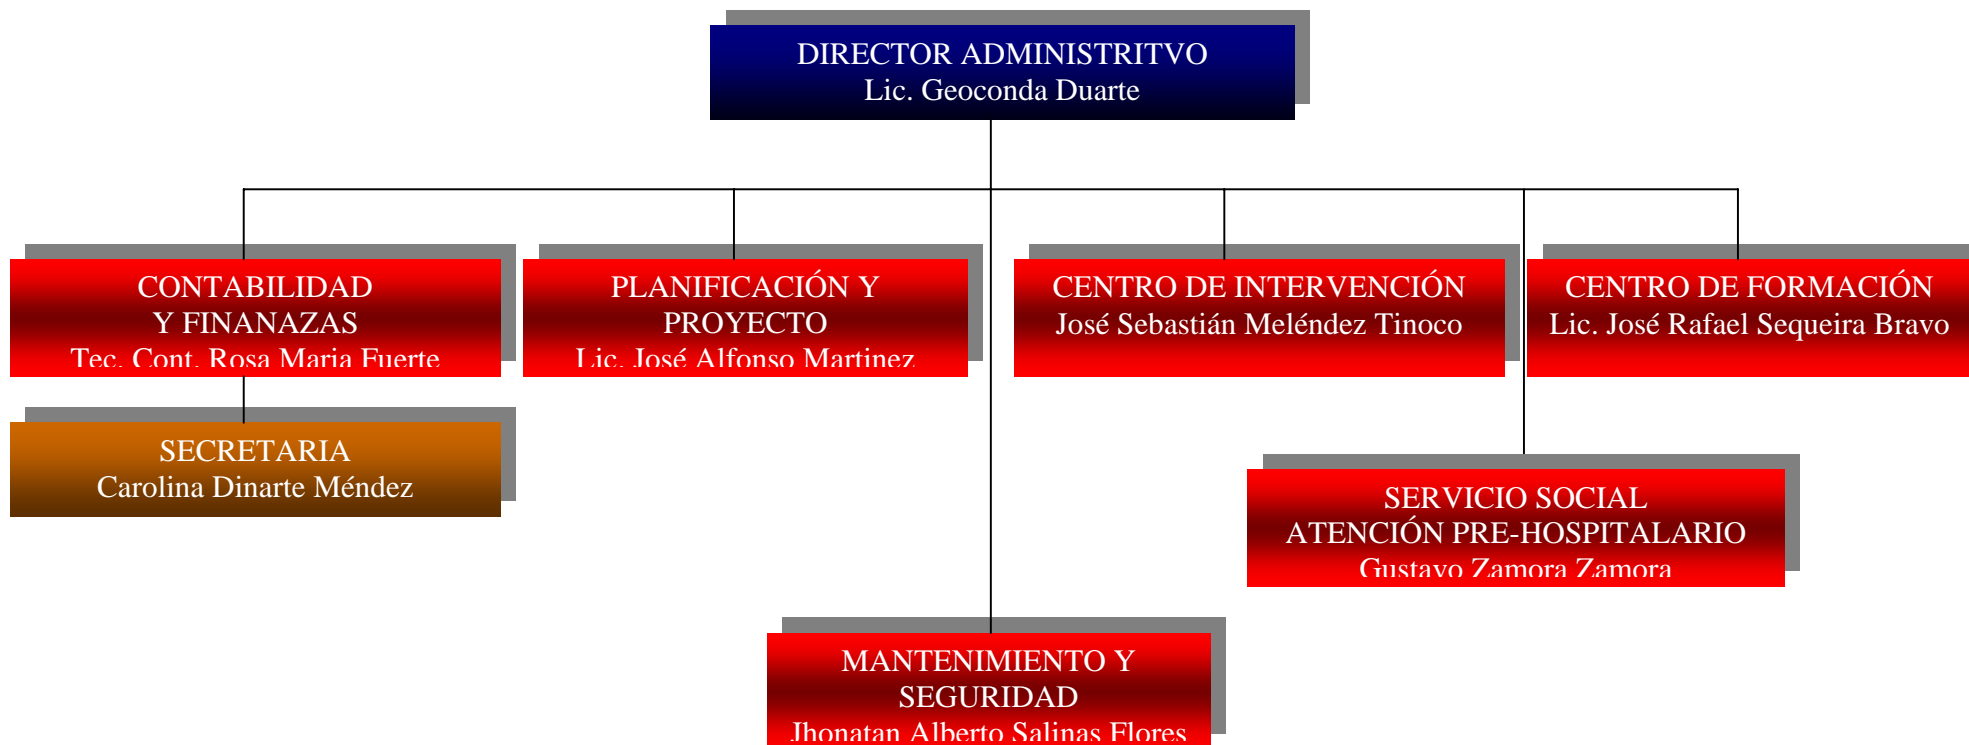 DIRECTOR ADMINISTRITVO
Lic. Geoconda Duarte
CONTABILIDAD
Y FINANAZAS
Tec. Cont. Rosa Maria Fuerte
PLANIFICACIÓN Y
PROYECTO
Lic. José Alfonso Martinez
CENTRO DE INTERVENCIÓN
José Sebastián Meléndez Tinoco
CENTRO DE FORMACIÓN
Lic. José Rafael Sequeira Bravo
SECRETARIA
Carolina Dinarte Méndez
SERVICIO SOCIAL
ATENCIÓN PRE-HOSPITALARIO
Gustavo Zamora Zamora
MANTENIMIENTO Y
SEGURIDAD
Jhonatan Alberto Salinas Flores